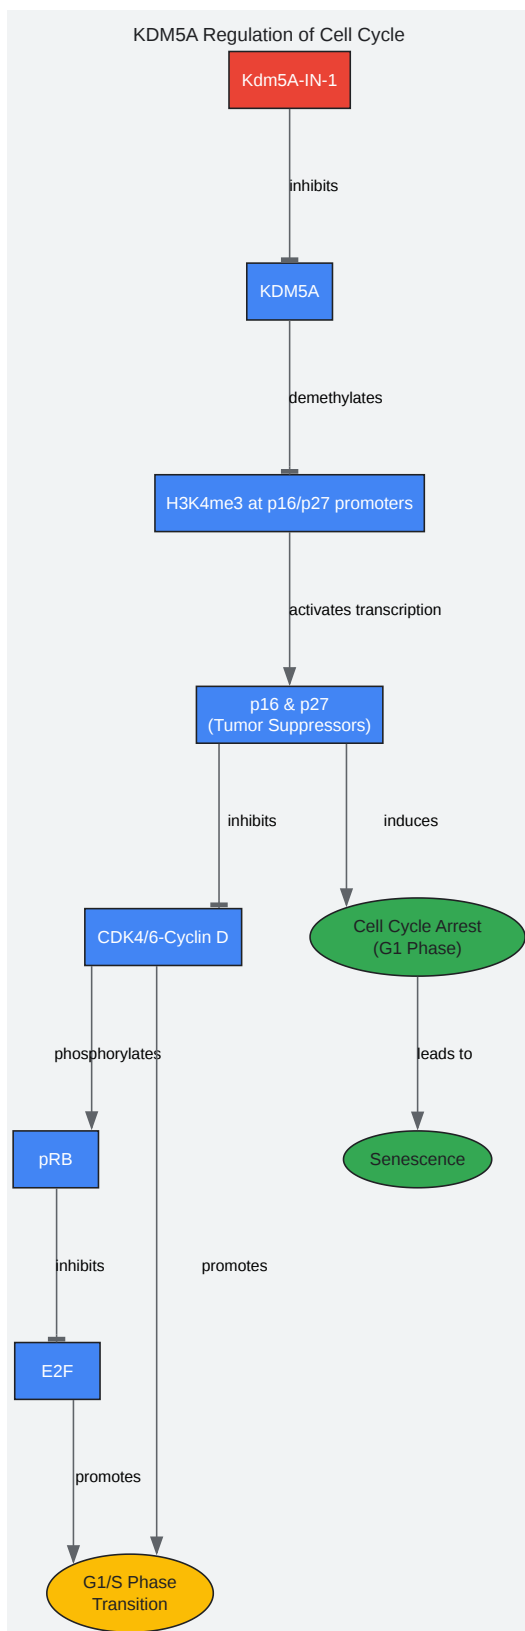 KDM5A Regulation of Cell Cycle
Kdm5A-IN-1
inhibits
KDM5A
demethylates
H3K4me3 at p16/p27 promoters
activates transcription
p16 & p27
(Tumor Suppressors)
inhibits
induces
CDK4/6-Cyclin D
Cell Cycle Arrest
(G1 Phase)
phosphorylates
leads to
pRB
Senescence
inhibits
promotes
E2F
promotes
G1/S Phase
Transition